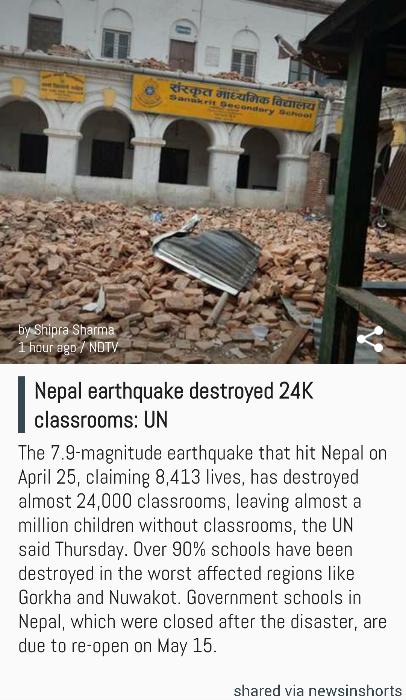 संस्कृत माध्यमिक विद्यालय
Sanskrit Secondary School
by Shipra Sharma
1 hour ago / NDTV
Nepal earthquake destroyed 24K
classrooms: UN
The 7.9-magnitude earthquake that hit Nepal on
April 25, claiming 8,413 lives, has destroyed
almost 24,000 classrooms, leaving almost a
million children without classrooms, the UN
said Thursday. Over 90% schools have been
destroyed in the worst affected regions like
Gorkha and Nuwakot. Government schools in
Nepal, which were closed after the disaster, are
due to re-open on May 15.
shared via newsinshorts